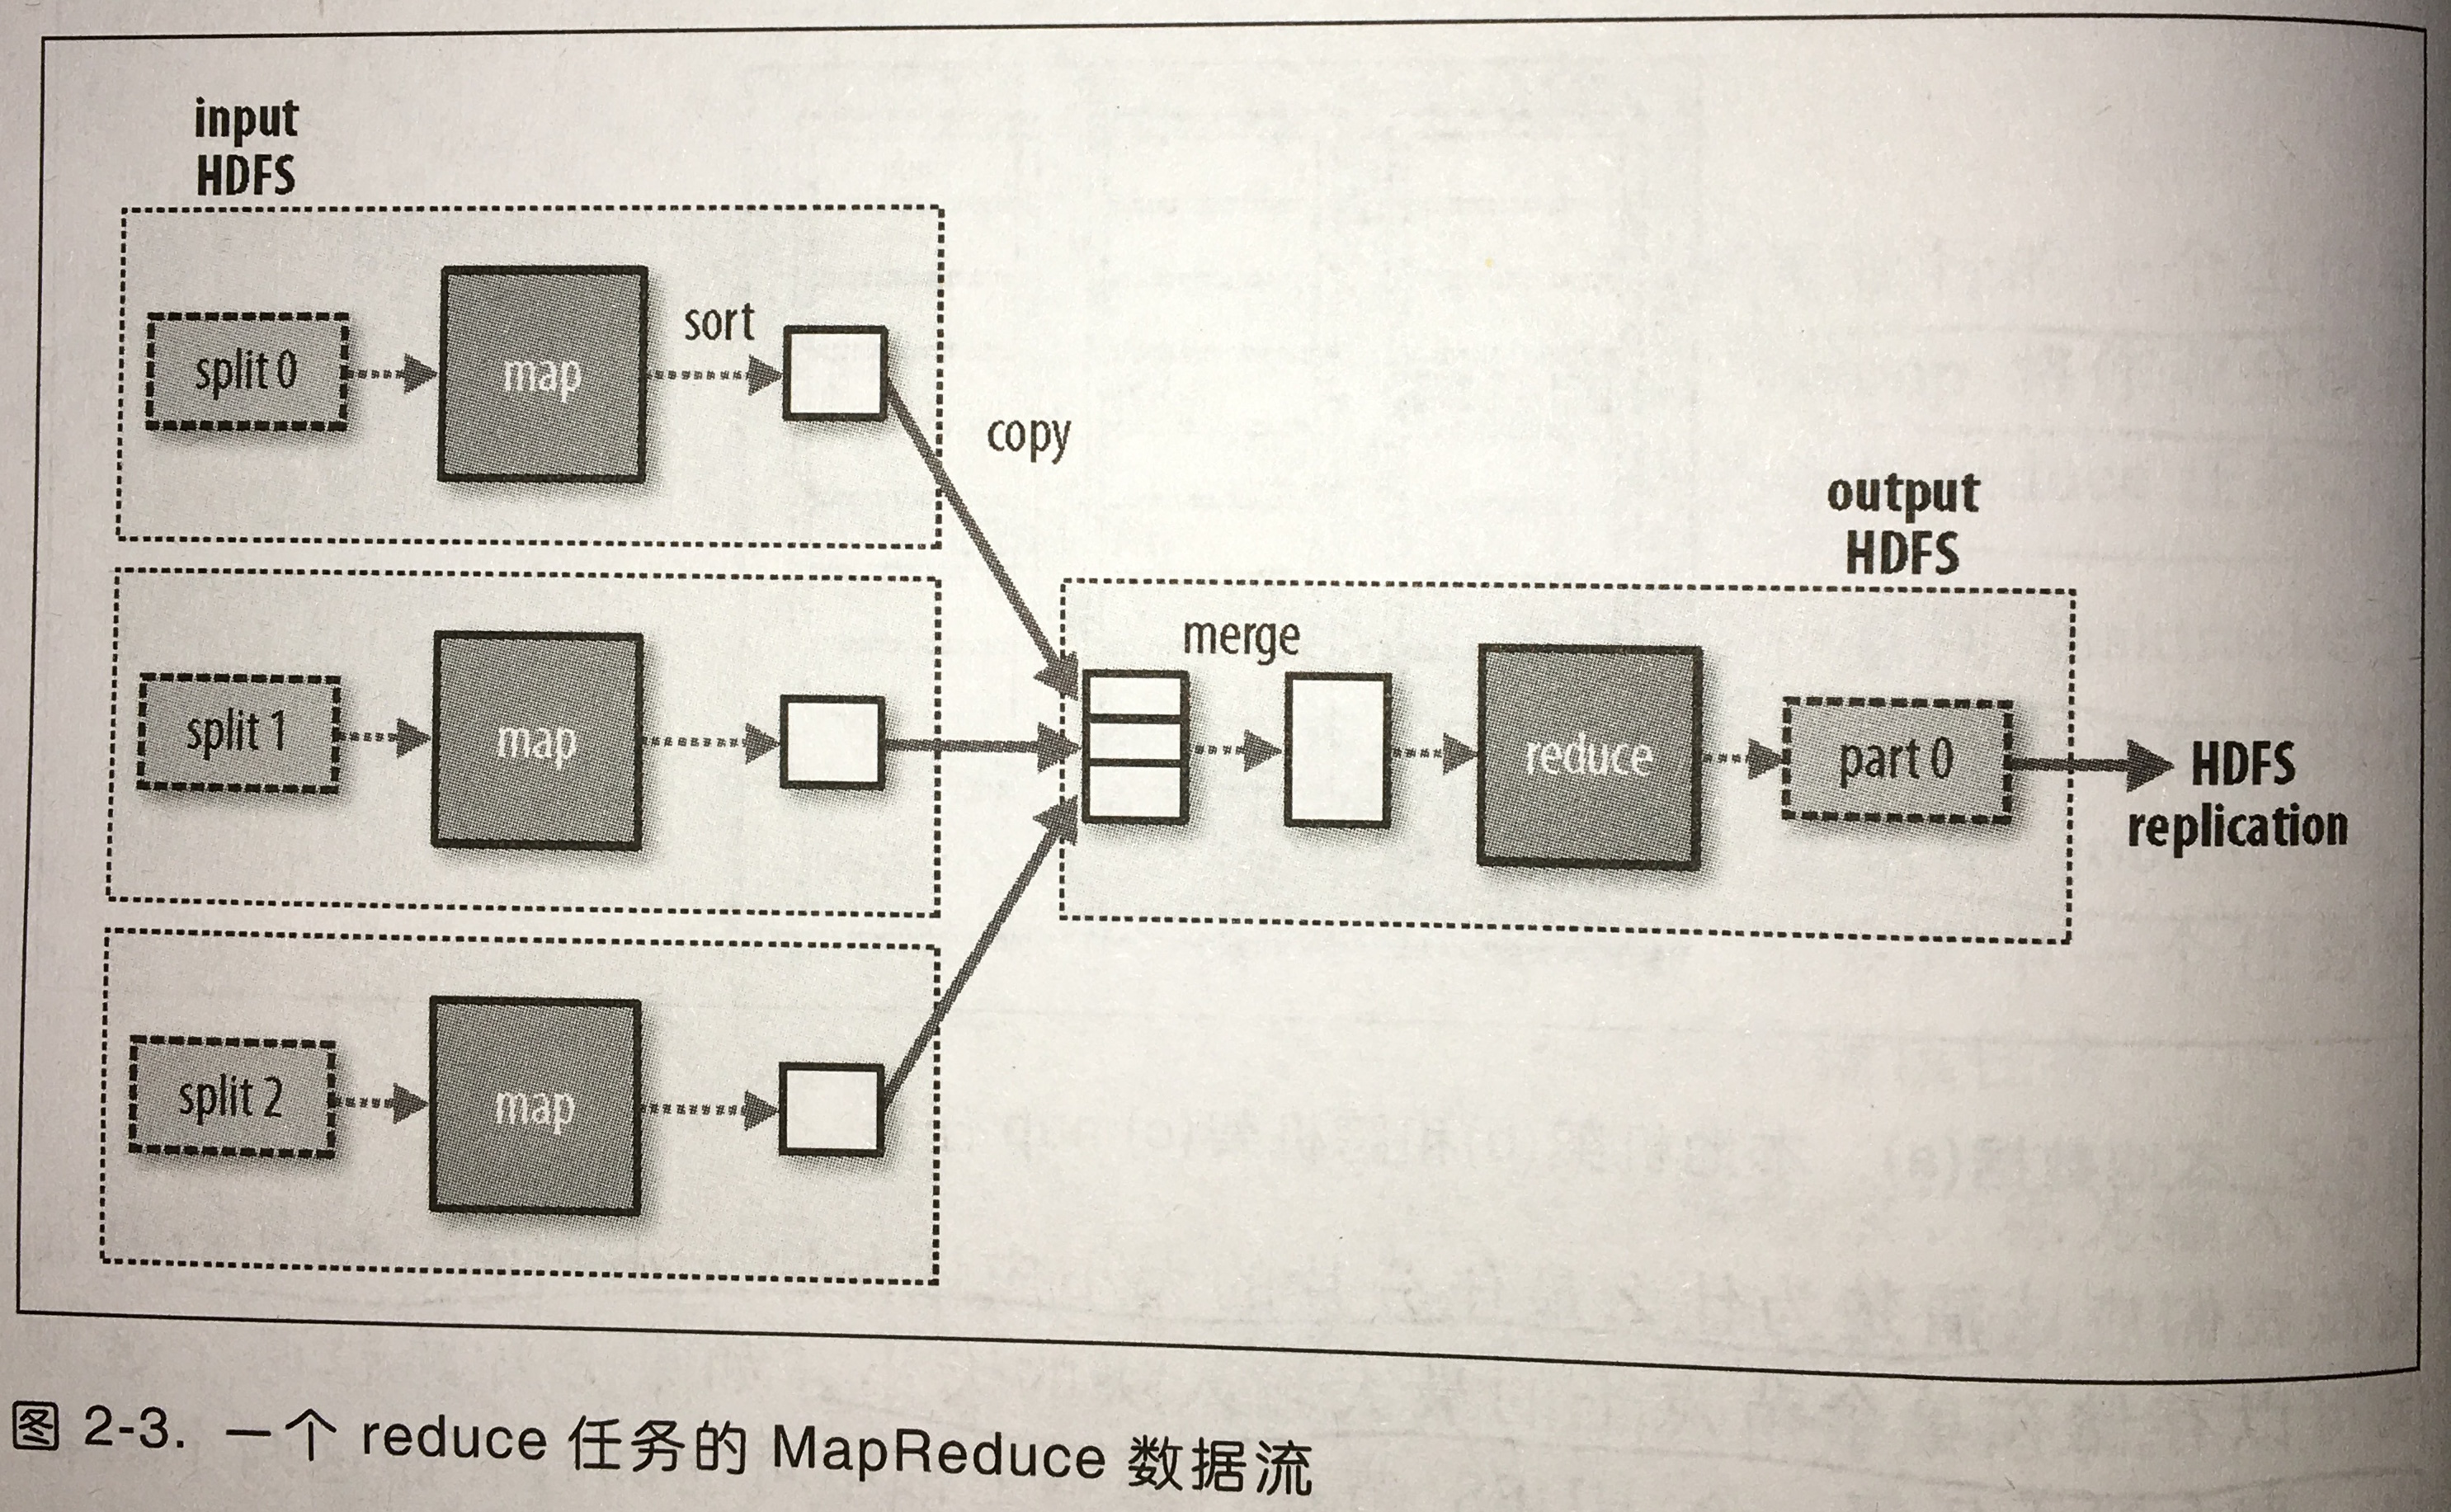 input
HDFS
split 0
map
sort
copy
split 1
map
split 2
map
output
HDFS
merge
reduce
part 0
HDFS
replication
图 2-3. 一个 reduce 任务的 MapReduce 数据流